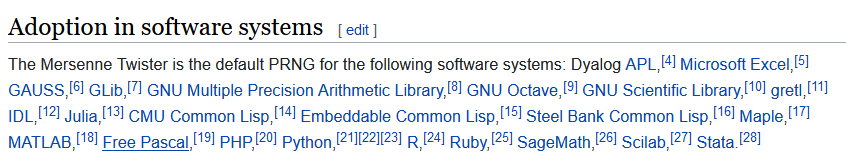 Adoption in software systems [ edit ]
The Mersenne Twister is the default PRNG for the following software systems: Dyalog APL,[4] Microsoft Excel,[5]
GAUSS,[6] GLib,[7] GNU Multiple Precision Arithmetic Library,[8] GNU Octave,[9] GNU Scientific Library,[10] gretl,[11]
IDL,[12] Julia,[13] CMU Common Lisp,[14] Embeddable Common Lisp,[15] Steel Bank Common Lisp,[16] Maple,[17]
MATLAB,[18] Free Pascal,[19] PHP,[20] Python,[21][22][23] R,[24] Ruby,[25] SageMath,[26] Scilab,[27] Stata.[28]